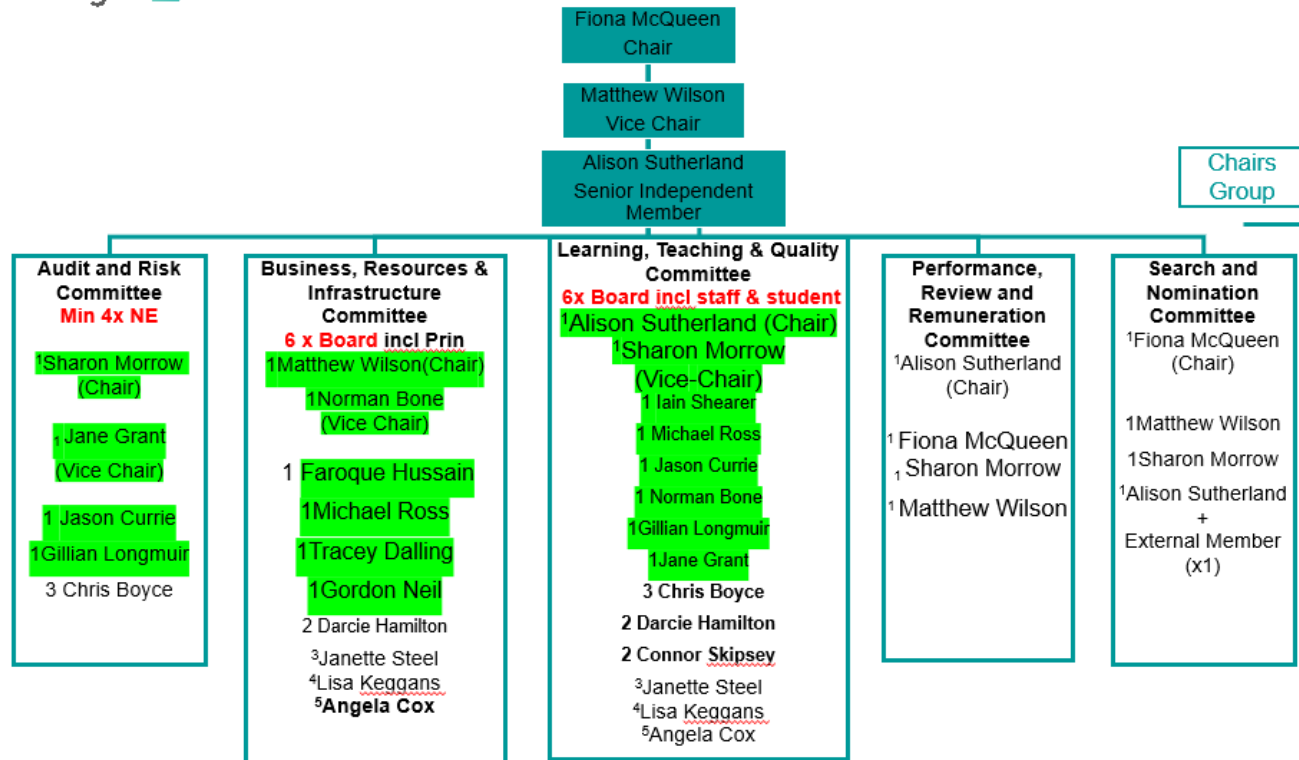 Fiona McQueen
Chair
Matthew Wilson
Vice Chair
Alison Sutherland
Senior Independent
Member
Chairs
Group
Audit and Risk
Committee
Min 4x NE
¹Sharon Morrow
(Chair)
₁ Jane Grant
(Vice Chair)
1 Jason Currie
1Gillian Longmuir
3 Chris Boyce
Business, Resources &
Infrastructure
Committee
6 x Board incl Prin
1Matthew Wilson(Chair)
1Norman Bone
(Vice Chair)
1 Faroque Hussain
1Michael Ross
1Tracey Dalling
1Gordon Neil
2 Darcie Hamilton
³Janette Steel
⁴Lisa Keggans
⁵Angela Cox
Learning, Teaching & Quality
Committee
6x Board incl staff & student
¹Alison Sutherland (Chair)
¹Sharon Morrow
(Vice-Chair)
1 Iain Shearer
1 Michael Ross
1 Jason Currie
1 Norman Bone
1Gillian Longmuir
1Jane Grant
3 Chris Boyce
2 Darcie Hamilton
2 Connor Skipsey
³Janette Steel
⁴Lisa Keggans
⁵Angela Cox
Performance,
Review and
Remuneration
Committee
¹Alison Sutherland
(Chair)
¹ Fiona McQueen
₁ Sharon Morrow
¹ Matthew Wilson
Search and
Nomination
Committee
¹Fiona McQueen
(Chair)
1Matthew Wilson
1Sharon Morrow
¹Alison Sutherland
+
External Member
(x1)